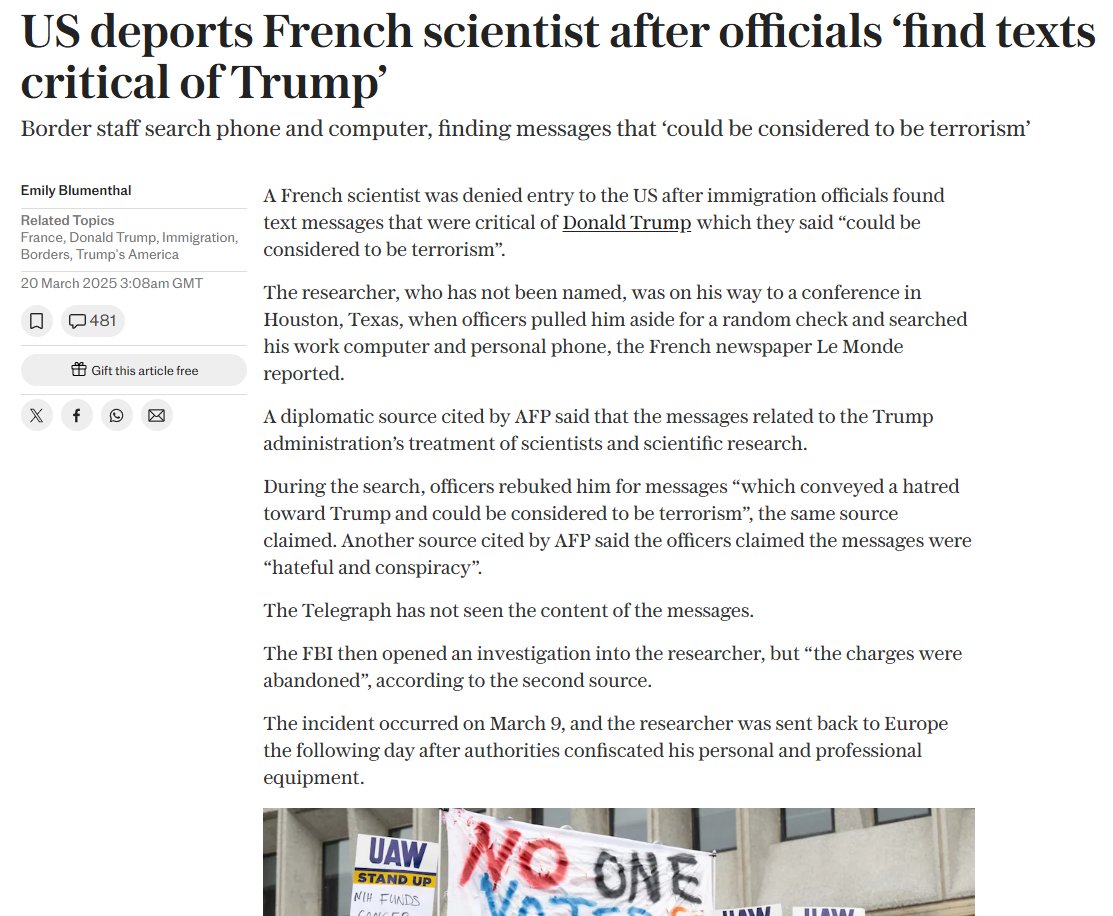 US deports French scientist after officials ‘find texts
critical of Trump’
Border staff search phone and computer, finding messages that ‘could be considered to be terrorism’
Emily Blumenthal
Related Topics
France, Donald Trump, Immigration,
Borders, Trump's America
20 March 2025 3:08am GMT
481
Gift this article free
A French scientist was denied entry to the US after immigration officials found
text messages that were critical of Donald Trump which they said “could be
considered to be terrorism”.
The researcher, who has not been named, was on his way to a conference in
Houston, Texas, when officers pulled him aside for a random check and searched
his work computer and personal phone, the French newspaper Le Monde
reported.
A diplomatic source cited by AFP said that the messages related to the Trump
administration’s treatment of scientists and scientific research.
During the search, officers rebuked him for messages “which conveyed a hatred
toward Trump and could be considered to be terrorism”, the same source
claimed. Another source cited by AFP said the officers claimed the messages were
“hateful and conspiracy”.
The Telegraph has not seen the content of the messages.
The FBI then opened an investigation into the researcher, but “the charges were
abandoned”, according to the second source.
The incident occurred on March 9, and the researcher was sent back to Europe
the following day after authorities confiscated his personal and professional
equipment.
UAW
STAND UP
NIH FUNDS
NO ONE
UAW
UAW